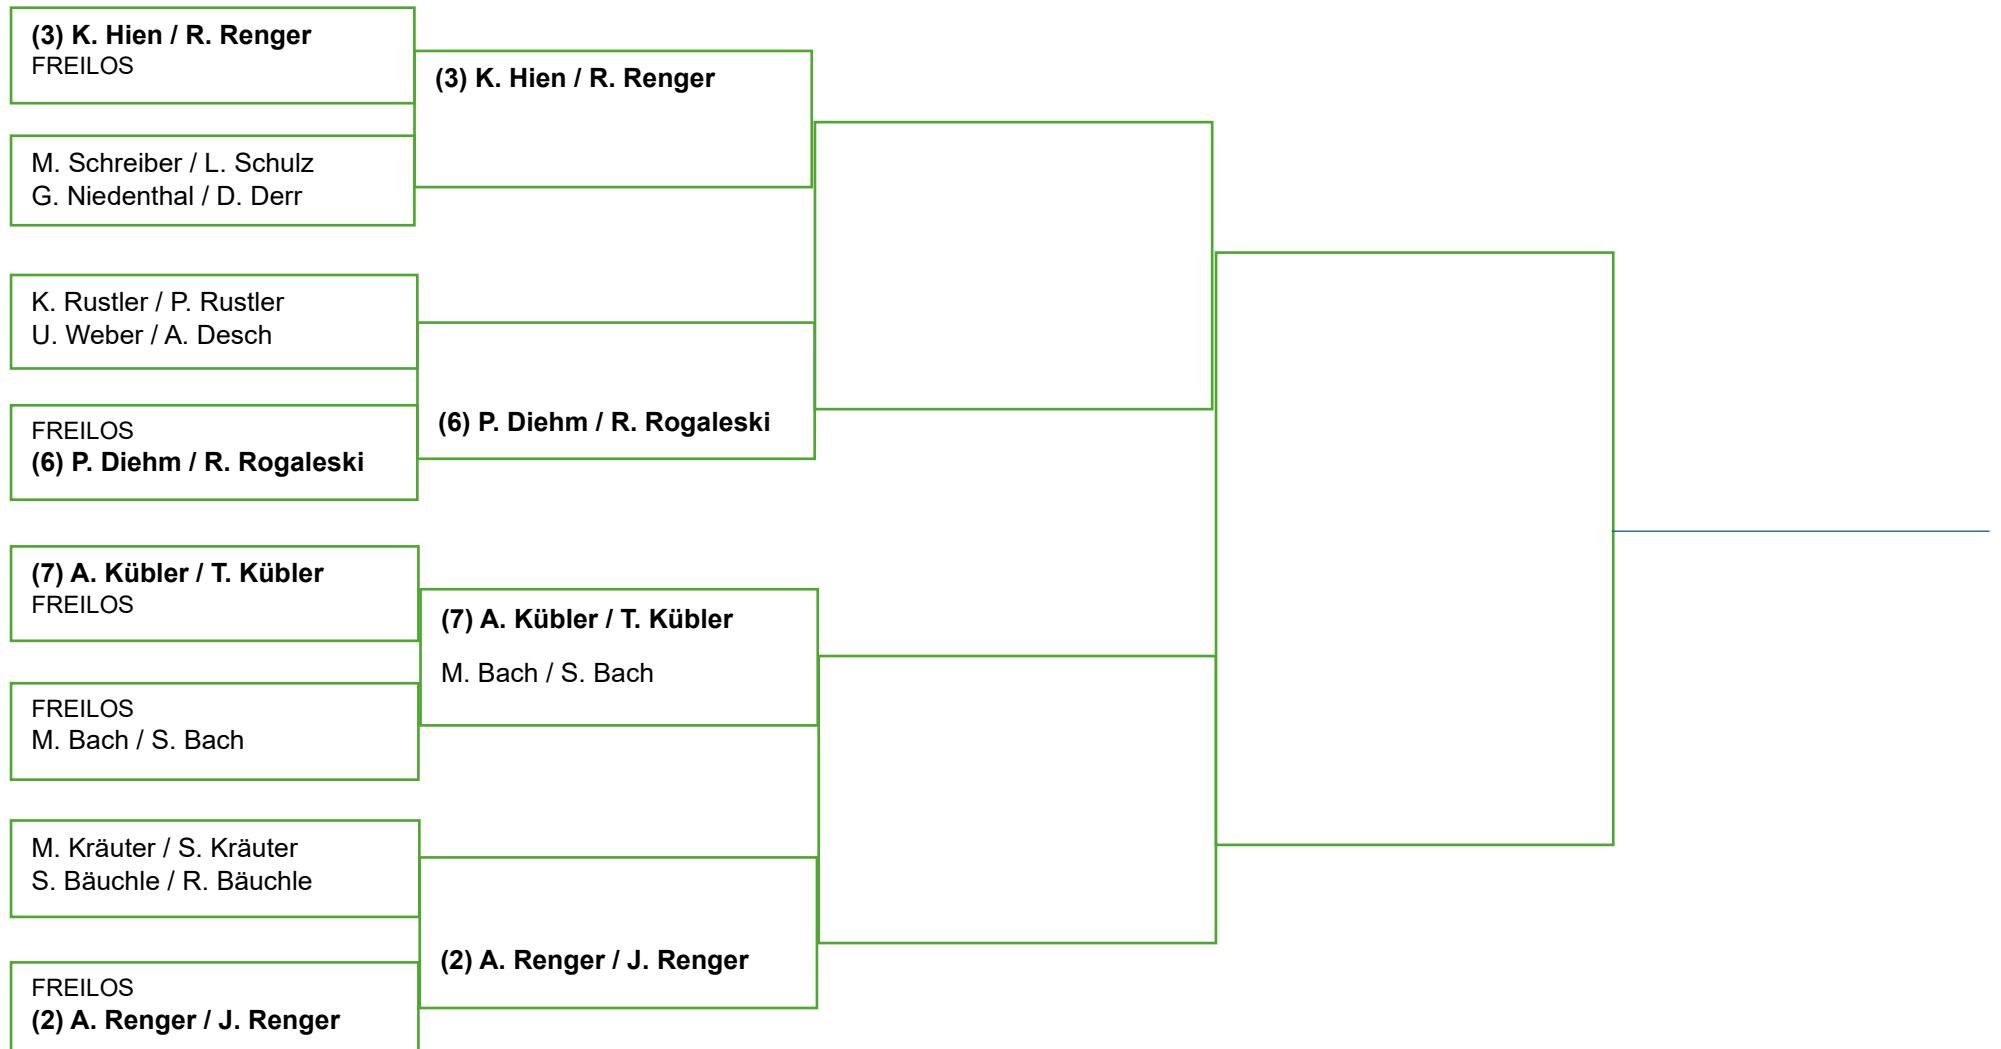 (3) K. Hien / R. Renger
FREILOS
M. Schreiber / L. Schulz
G. Niedenthal / D. Derr
K. Rustler / P. Rustler
U. Weber / A. Desch
FREILOS
(6) P. Diehm / R. Rogaleski
(7) A. Kübler / T. Kübler
FREILOS
FREILOS
M. Bach / S. Bach
M. Kräuter / S. Kräuter
S. Bäuchle / R. Bäuchle
FREILOS
(2) A. Renger / J. Renger
(3) K. Hien / R. Renger
(6) P. Diehm / R. Rogaleski
(7) A. Kübler / T. Kübler
M. Bach / S. Bach
(2) A. Renger / J. Renger